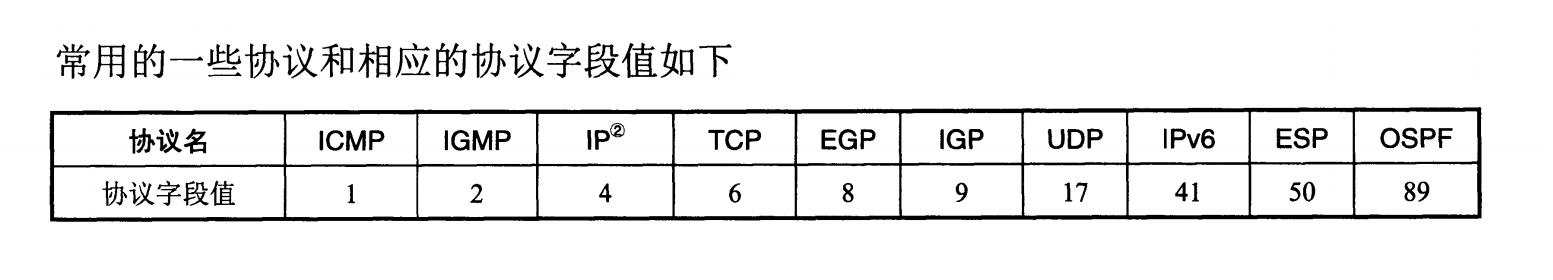 常用的一些协议和相应的协议字段值如下
协议名 ICMP IGMP IP② TCP EGP IGP UDP IPv6 ESP OSPF
协议字段值 1 2 4 6 8 9 17 41 50 89